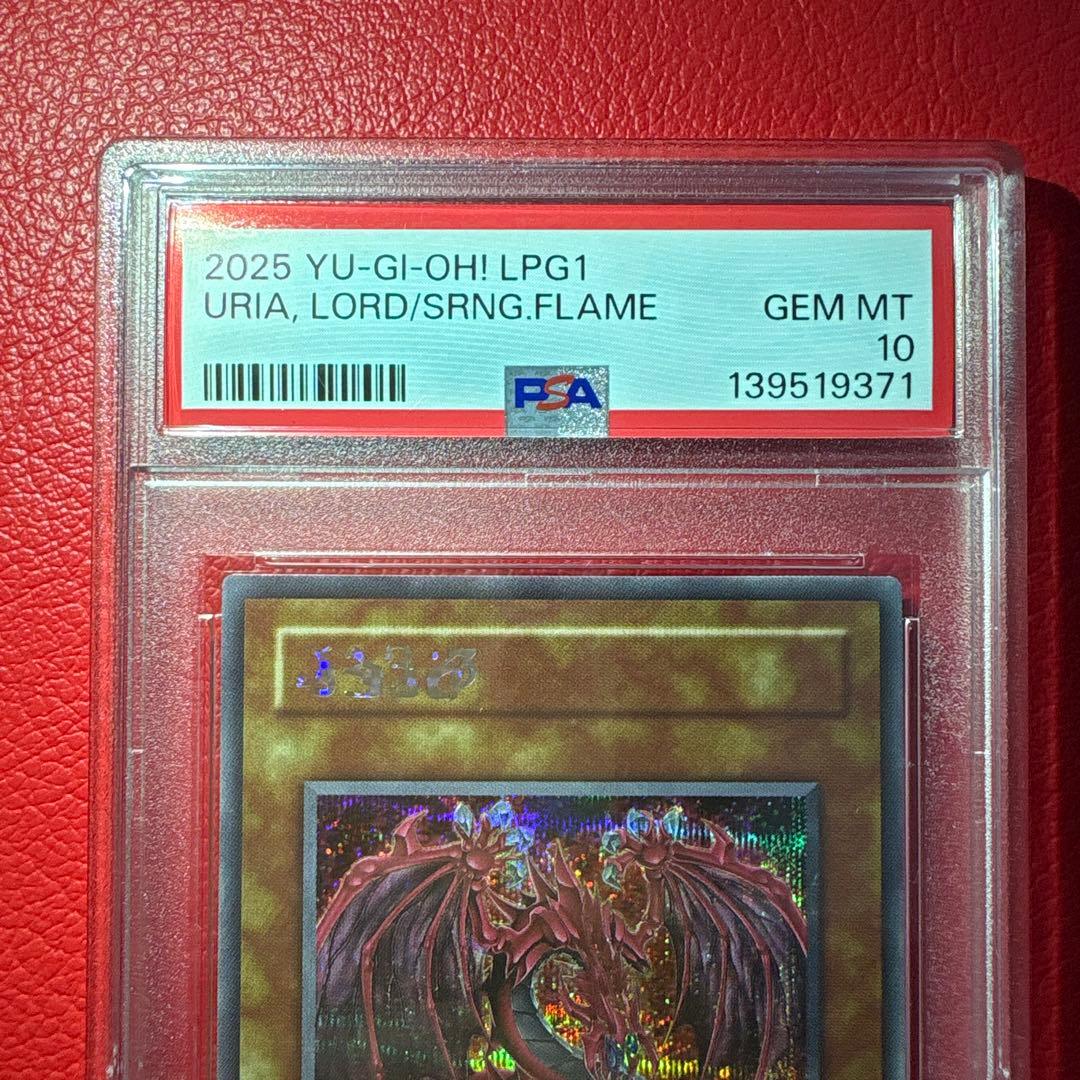 2025 YU-GI-OH! LPG1
URIA, LORD/SRNG.FLAME
GEM MT
10
PSA
139519371